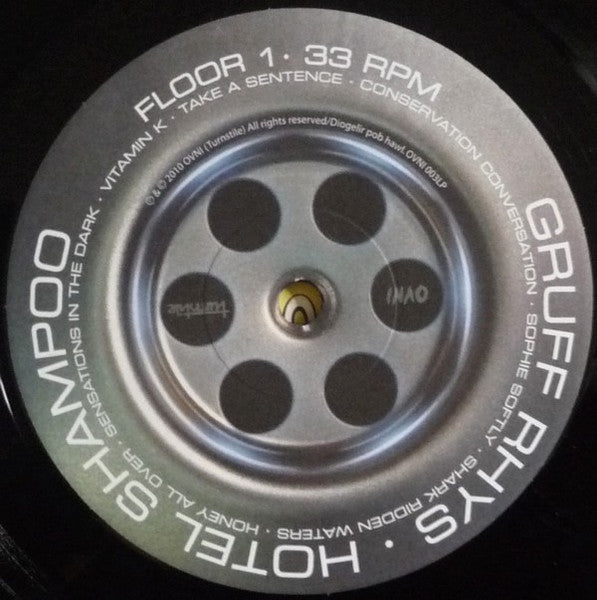 FLOOR 1 · 33 RPM
GRUFF RHYS · HOTEL SHAMPOO
SHARK RIDDEN WATERS · HONEY ALL OVER · SENSATIONS IN THE DARK · VITAMIN K · TAKE A SENTENCE · CONSERVATION CONVERSATION · SOPHIE SOFTLY ·
℗ & © 2010 OVNI (Turnstile) All rights reserved/Diogelir pob hawl. OVNI 003LP
turnstile
OVNI